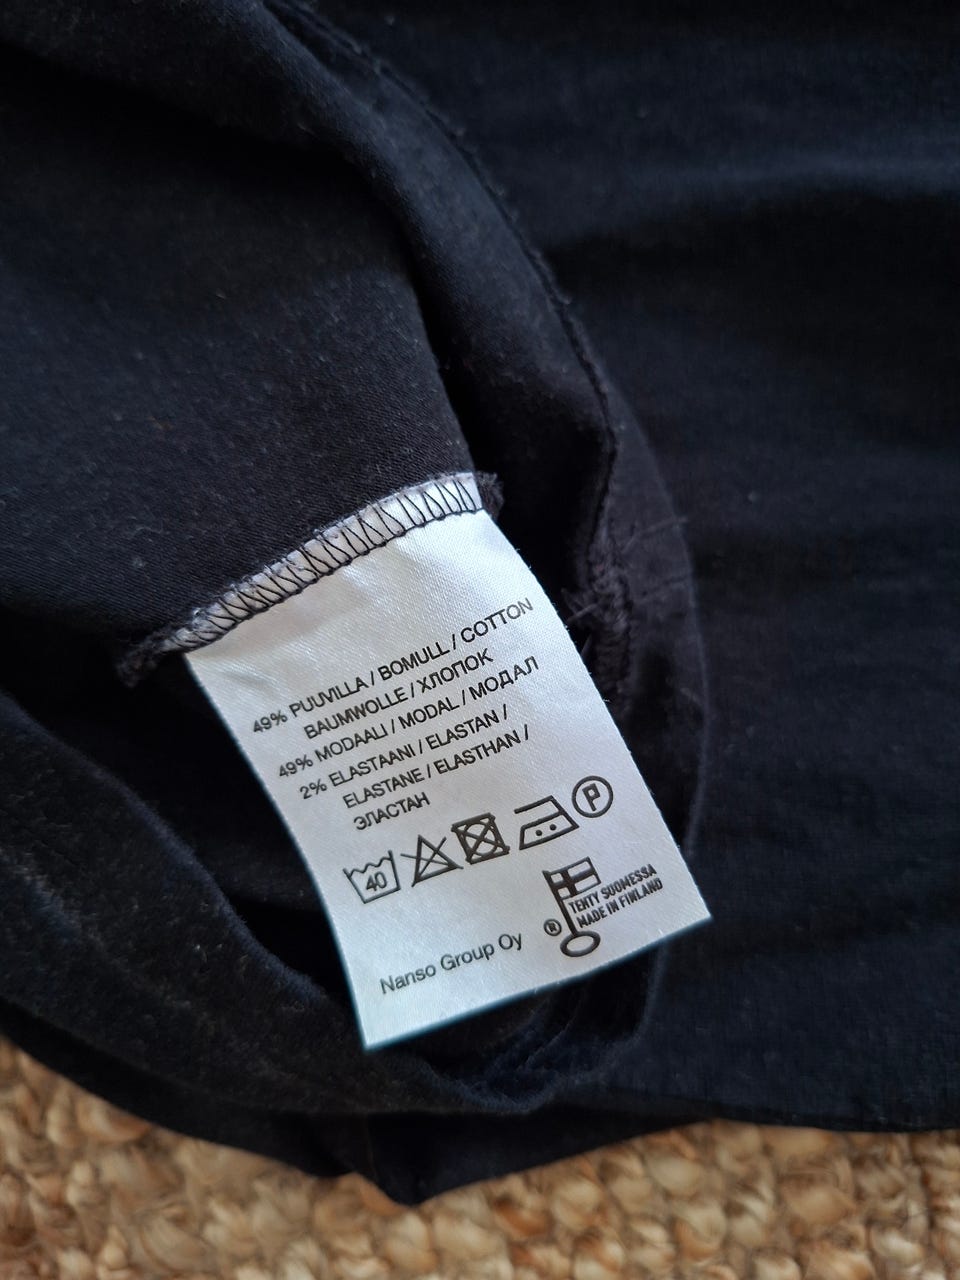 49% PUUVILLA / BOMULL / COTTON
BAUMWOLLE / ХЛОПОК
49% MODAALI / MODAL / МОДАЛ
2% ELASTAANI / ELASTAN /
ELASTANE / ELASTHAN /
ЭЛАСТАН
40 P
TEHTY SUOMESSA
® MADE IN FINLAND
Nanso Group Oy